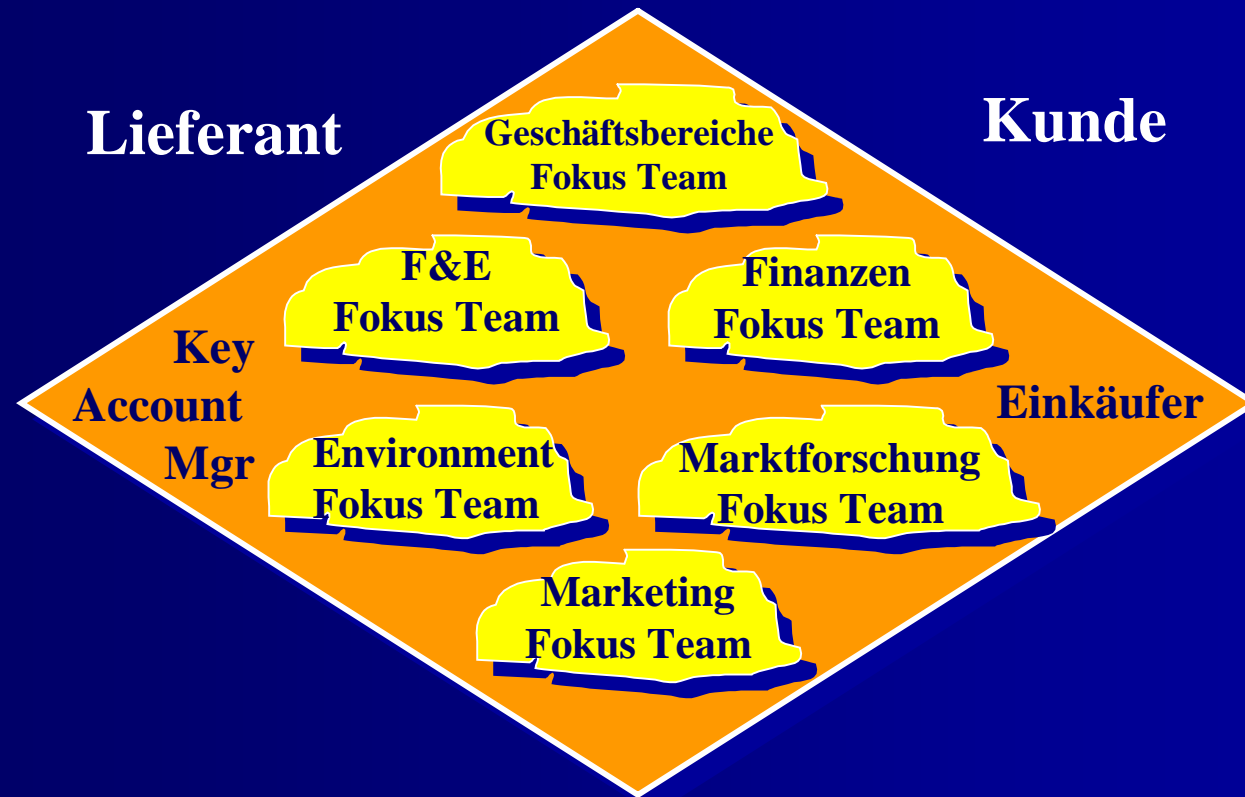 Lieferant
Kunde
Geschäftsbereiche
Fokus Team
F&E
Fokus Team
Finanzen
Fokus Team
Key
Account
Mgr
Einkäufer
Environment
Fokus Team
Marktforschung
Fokus Team
Marketing
Fokus Team